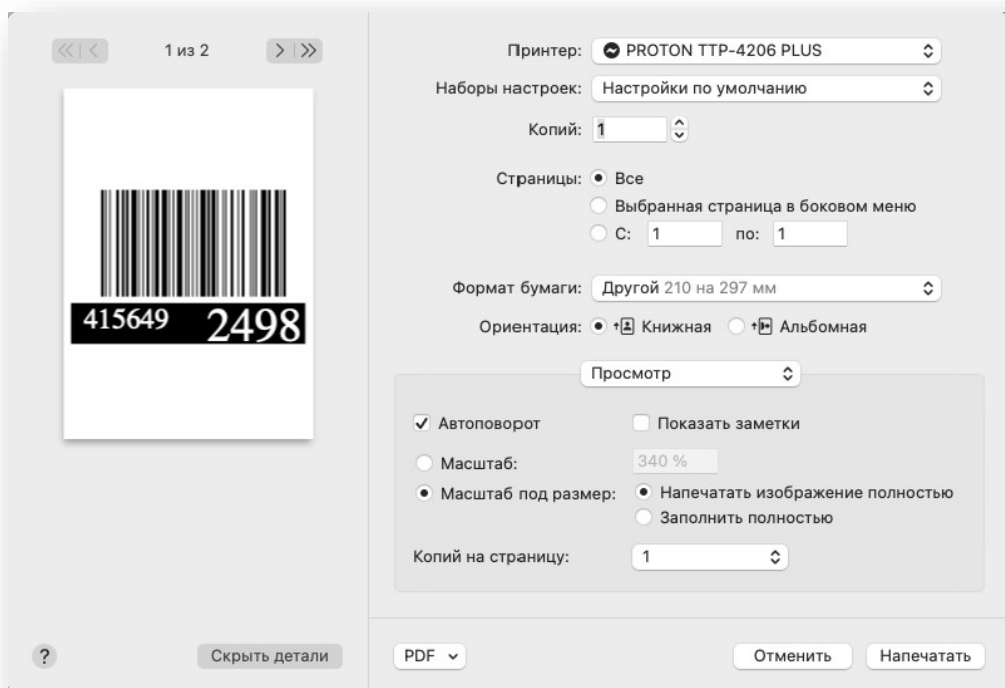 1 из 2
415649 2498
? Скрыть детали
Принтер: PROTON TTP-4206 PLUS
Наборы настроек: Настройки по умолчанию
Копий: 1
Страницы: Все
Выбранная страница в боковом меню
С: 1 по: 1
Формат бумаги: Другой 210 на 297 мм
Ориентация: Книжная Альбомная
Просмотр
Автоповорот Показать заметки
Масштаб: 340 %
Масштаб под размер: Напечатать изображение полностью
Заполнить полностью
Копий на страницу: 1
PDF Отменить Напечатать